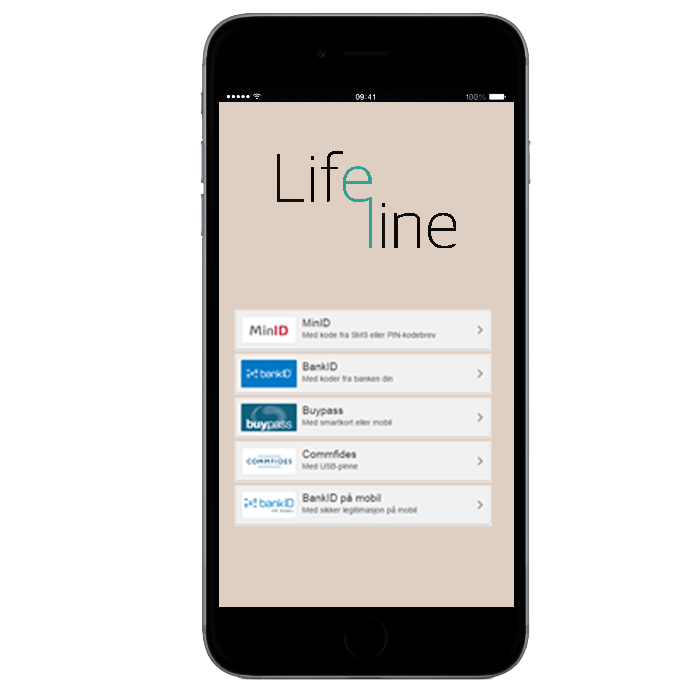 09:41
100%
Life
line
MinID
MinID
Med kode fra SMS eller PIN-kodebrev
bankID
BankID
Med koder fra banken din
buypass
Buypass
Med smartkort eller mobil
COMMFIDES
Commfides
Med USB-pinne
bankID
BankID på mobil
Med sikker legitimasjon på mobil